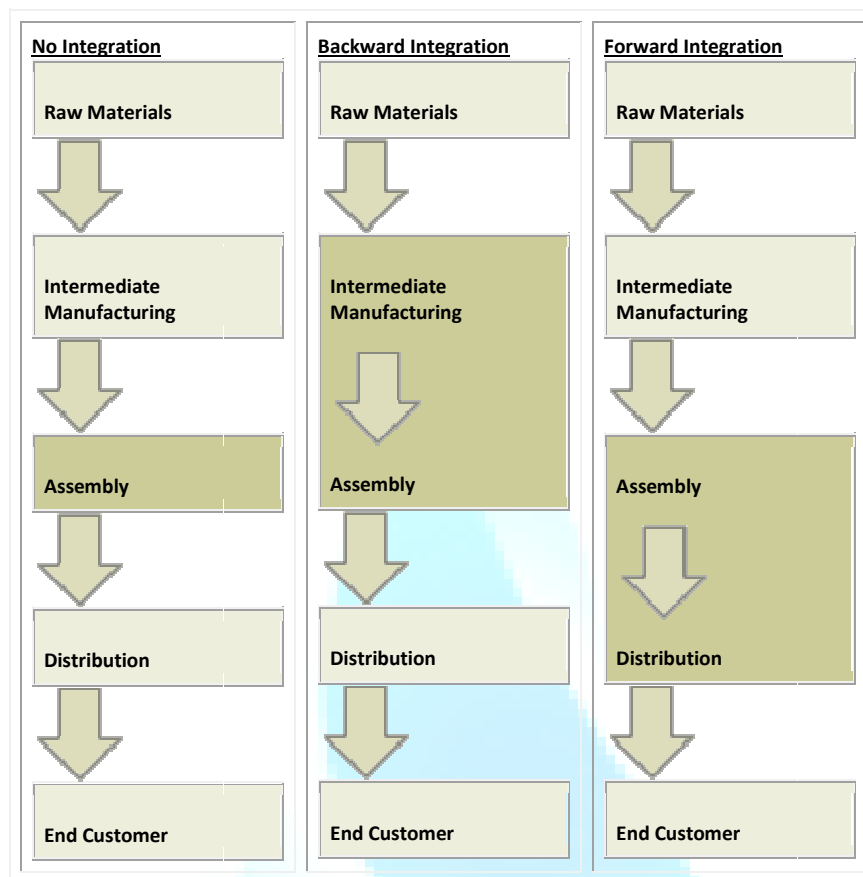 No Integration
Raw Materials
Intermediate
Manufacturing
Assembly
Distribution
End Customer
Backward Integration
Raw Materials
Intermediate
Manufacturing
Assembly
Distribution
End Customer
Forward Integration
Raw Materials
Intermediate
Manufacturing
Assembly
Distribution
End Customer